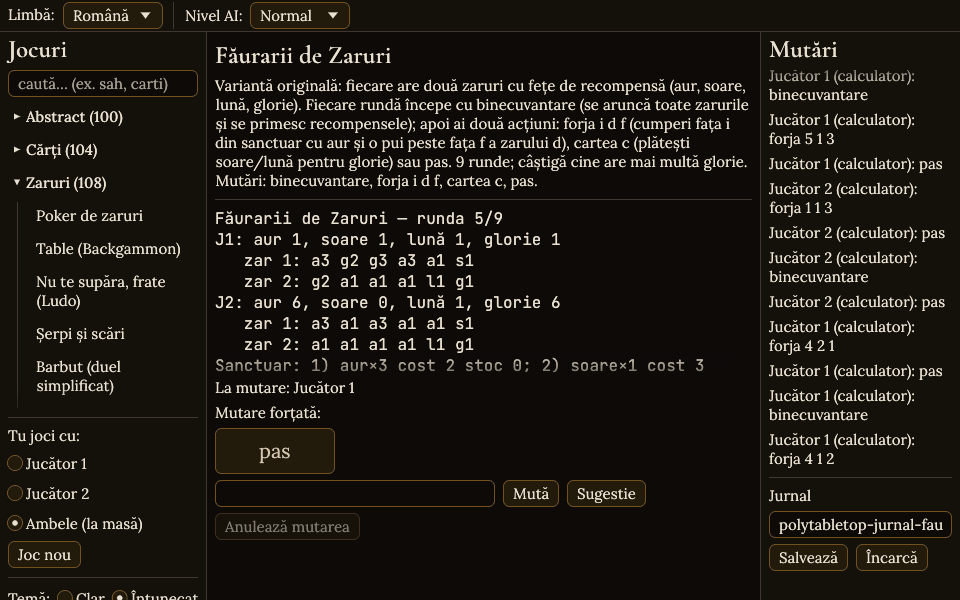 Limbă: Română ▼ Nivel AI: Normal ▼
Jocuri
caută... (ex. sah, carti)
▸ Abstract (100)
▸ Cărți (104)
▾ Zaruri (108)
Poker de zaruri
Table (Backgammon)
Nu te supăra, frate
(Ludo)
Șerpi și scări
Barbut (duel
simplificat)
Tu joci cu:
Jucător 1
Jucător 2
Ambele (la masă)
Joc nou
Temă: Clar Întunecat
Făurarii de Zaruri
Variantă originală: fiecare are două zaruri cu fețe de recompensă (aur, soare,
lună, glorie). Fiecare rundă începe cu binecuvantare (se aruncă toate zarurile
și se primesc recompensele); apoi ai două acțiuni: forja i d f (cumperi fața i
din sanctuar cu aur și o pui peste fața f a zarului d), cartea c (plătești
soare/lună pentru glorie) sau pas. 9 runde; câștigă cine are mai multă glorie.
Mutări: binecuvantare, forja i d f, cartea c, pas.
Făurarii de Zaruri — runda 5/9
J1: aur 1, soare 1, lună 1, glorie 1
zar 1: a3 g2 g3 a3 a1 s1
zar 2: g2 a1 a1 a1 l1 g1
J2: aur 6, soare 0, lună 1, glorie 6
zar 1: a3 a1 a3 a1 a1 s1
zar 2: a1 a1 a1 a1 l1 g1
Sanctuar: 1) aur×3 cost 2 stoc 0; 2) soare×1 cost 3
La mutare: Jucător 1
Mutare forțată:
pas
Mută Sugestie
Anulează mutarea
Mutări
Jucător 1 (calculator):
binecuvantare
Jucător 1 (calculator):
forja 5 1 3
Jucător 1 (calculator): pas
Jucător 2 (calculator):
forja 1 1 3
Jucător 2 (calculator): pas
Jucător 2 (calculator):
binecuvantare
Jucător 2 (calculator): pas
Jucător 1 (calculator):
forja 4 2 1
Jucător 1 (calculator): pas
Jucător 1 (calculator):
binecuvantare
Jucător 1 (calculator):
forja 4 1 2
Jurnal
polytabletop-jurnal-fau
Salvează Încarcă